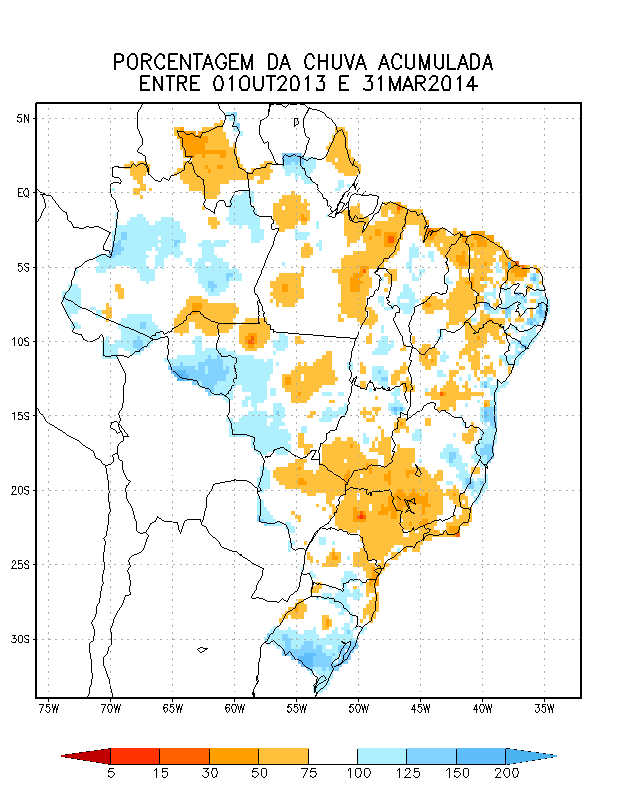 PORCENTAGEM DA CHUVA ACUMULADA
ENTRE 01OUT2013 E 31MAR2014
5N
EQ
5S
10S
15S
20S
25S
30S
75W 70W 65W 60W 55W 50W 45W 40W 35W
5 15 30 50 75 100 125 150 200